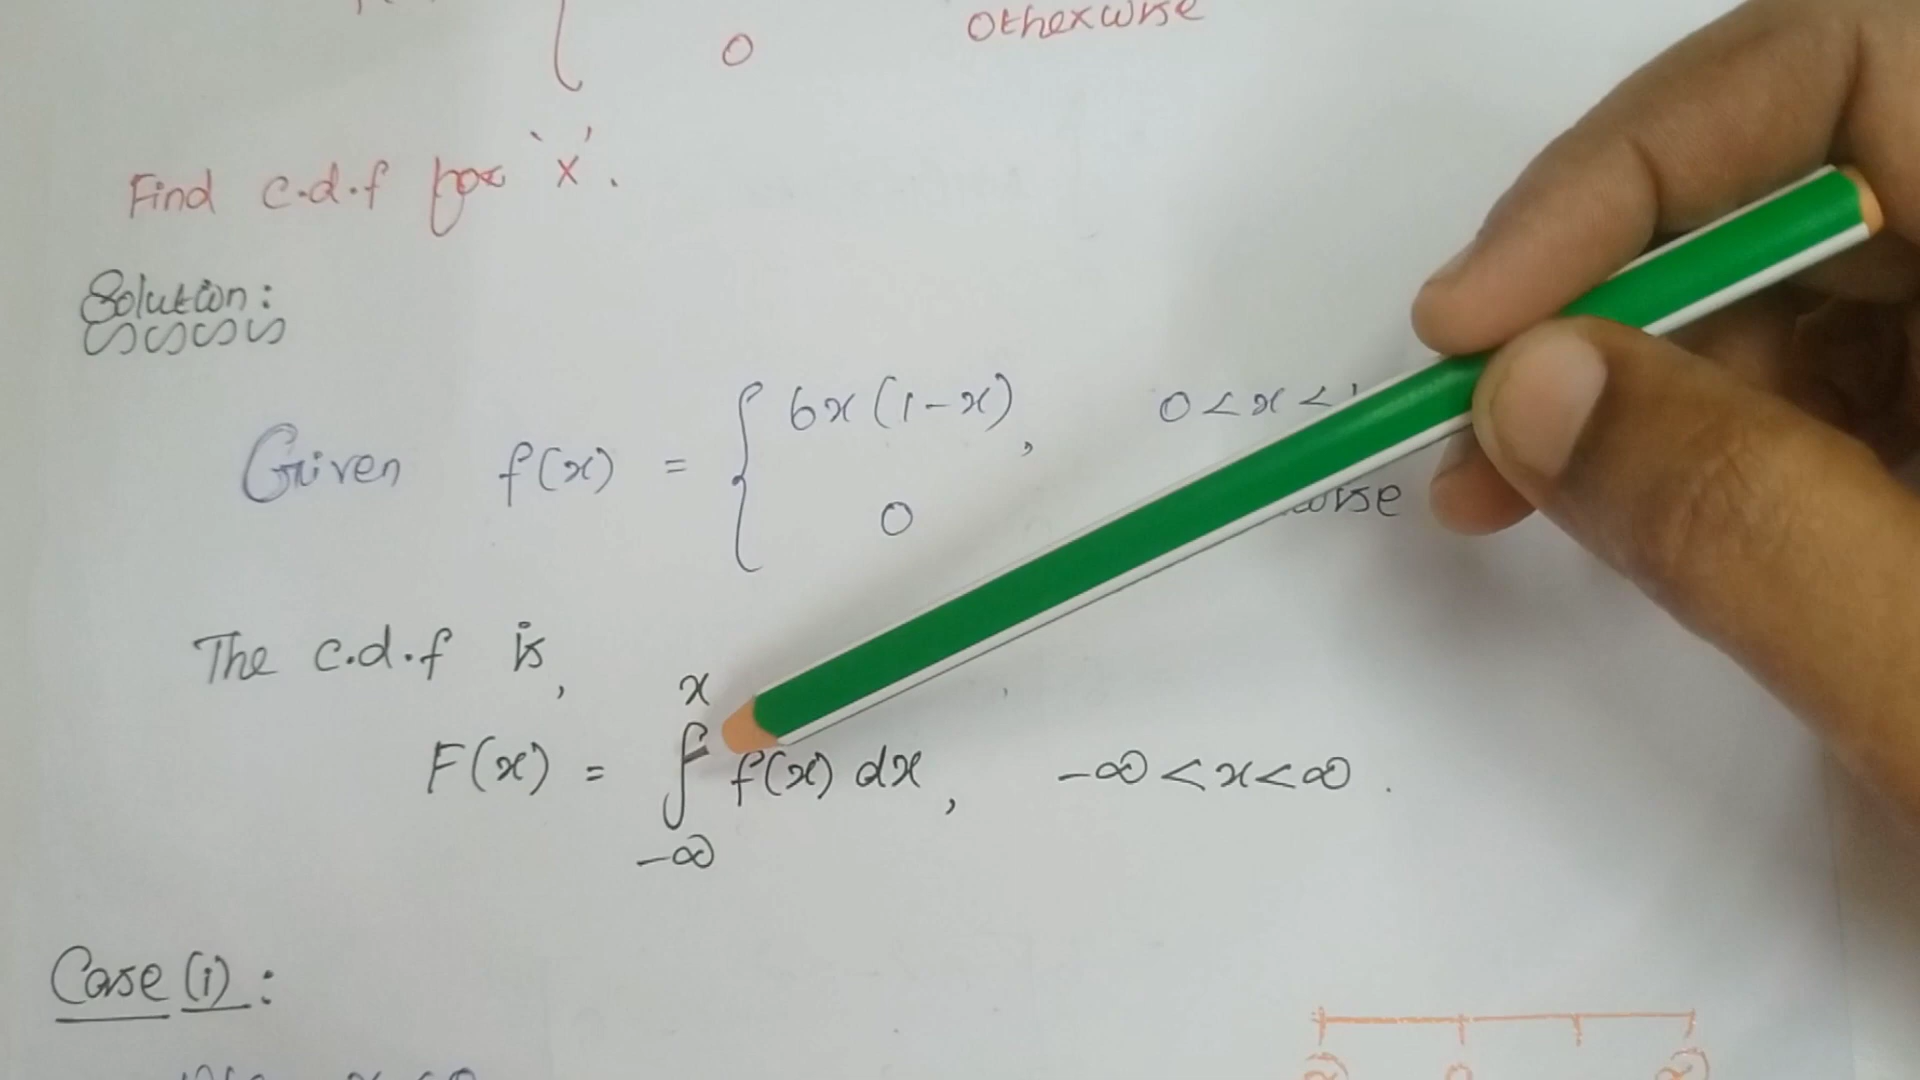 0 Otherwise
Find c.d.f for 'x'.
Solution:
Given f(x) = { 6x(1-x), 0<x<
0
The c.d.f is,
F(x) = ∫_{-∞}^{x} f(x) dx, -∞<x<∞.
Case (i):